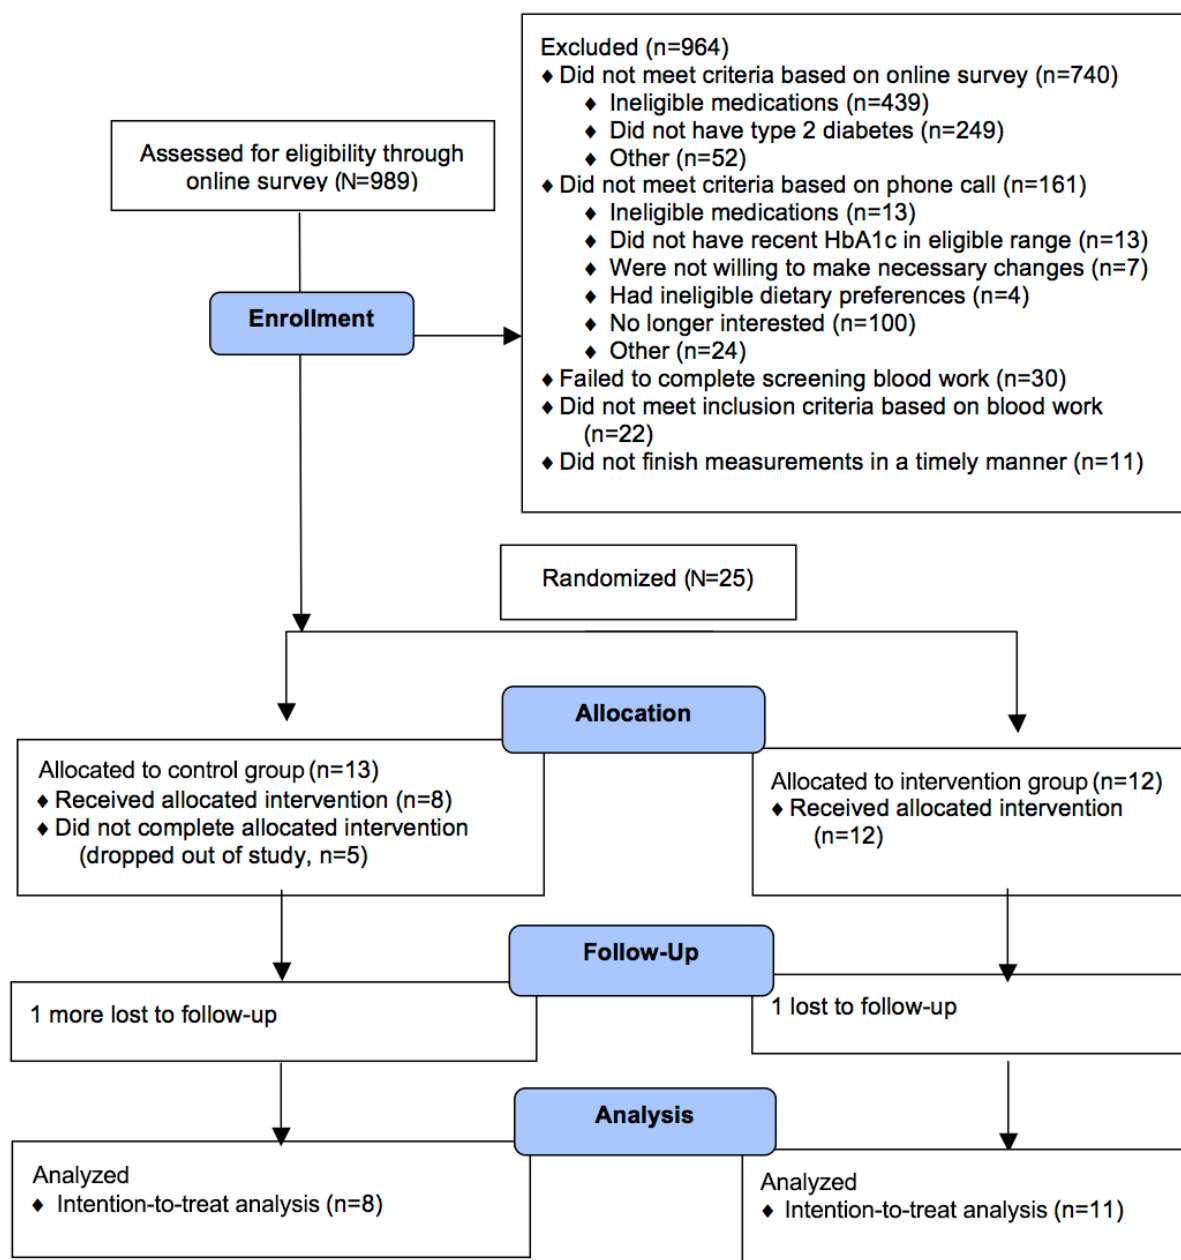 Assessed for eligibility through
online survey (N=989)
Excluded (n=964)
♦ Did not meet criteria based on online survey (n=740)
♦ Ineligible medications (n=439)
♦ Did not have type 2 diabetes (n=249)
♦ Other (n=52)
♦ Did not meet criteria based on phone call (n=161)
♦ Ineligible medications (n=13)
♦ Did not have recent HbA1c in eligible range (n=13)
♦ Were not willing to make necessary changes (n=7)
♦ Had ineligible dietary preferences (n=4)
♦ No longer interested (n=100)
♦ Other (n=24)
♦ Failed to complete screening blood work (n=30)
♦ Did not meet inclusion criteria based on blood work
(n=22)
♦ Did not finish measurements in a timely manner (n=11)
Enrollment
Randomized (N=25)
Allocation
Allocated to control group (n=13)
♦ Received allocated intervention (n=8)
♦ Did not complete allocated intervention
(dropped out of study, n=5)
Allocated to intervention group (n=12)
♦ Received allocated intervention
(n=12)
Follow-Up
1 more lost to follow-up
1 lost to follow-up
Analysis
Analyzed
♦ Intention-to-treat analysis (n=8)
Analyzed
♦ Intention-to-treat analysis (n=11)